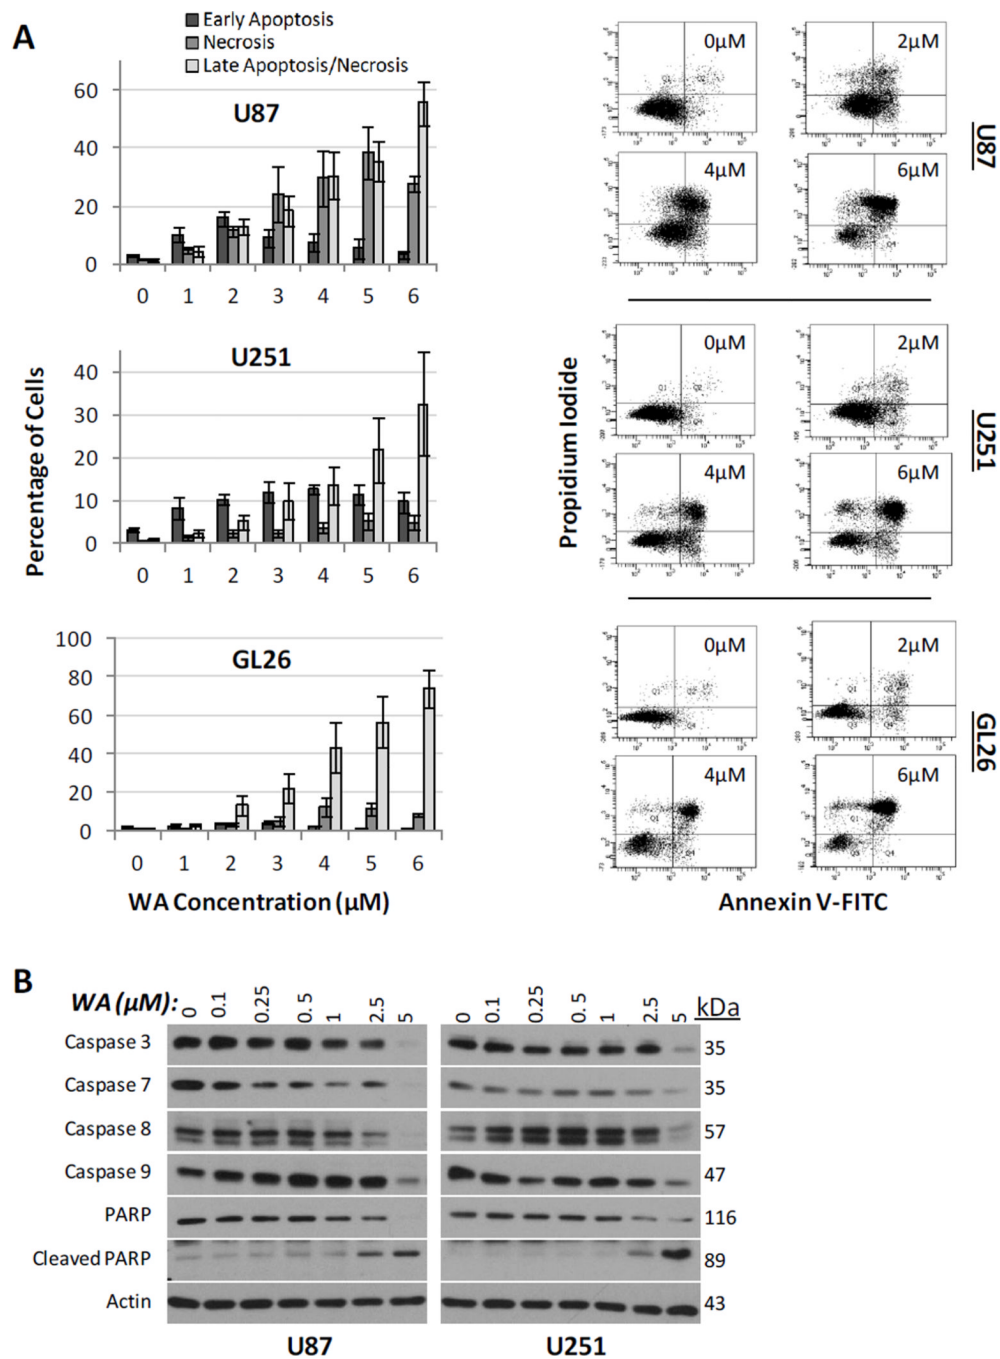 A
Early Apoptosis
Necrosis
Late Apoptosis/Necrosis
U87
60
40
20
0
0 1 2 3 4 5 6
U251
40
30
20
10
0
0 1 2 3 4 5 6
GL26
100
80
60
40
20
0
0 1 2 3 4 5 6
Percentage of Cells
WA Concentration (µM)
0µM 2µM
4µM 6µM
U87
0µM 2µM
4µM 6µM
U251
0µM 2µM
4µM 6µM
GL26
Propidium Iodide
Annexin V-FITC
B
WA (µM): 0 0.1 0.25 0.5 1 2.5 5 0 0.1 0.25 0.5 1 2.5 5 kDa
Caspase 3 35
Caspase 7 35
Caspase 8 57
Caspase 9 47
PARP 116
Cleaved PARP 89
Actin 43
U87 U251